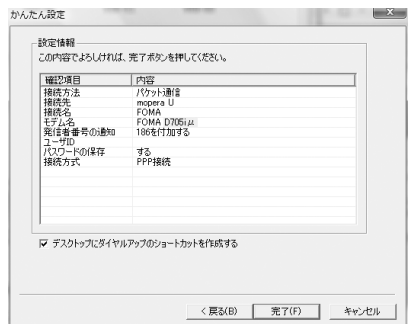 かんたん設定
設定情報
この内容でよろしければ、完了ボタンを押してください。
確認項目 内容
接続方法 パケット通信
接続先 mopera U
接続名 FOMA
モデム名 FOMA D705iμ
発信者番号の通知 186を付加する
ユーザID
パスワードの保存 する
接続方式 PPP接続
デスクトップにダイヤルアップのショートカットを作成する
< 戻る(B) 完了(F) キャンセル